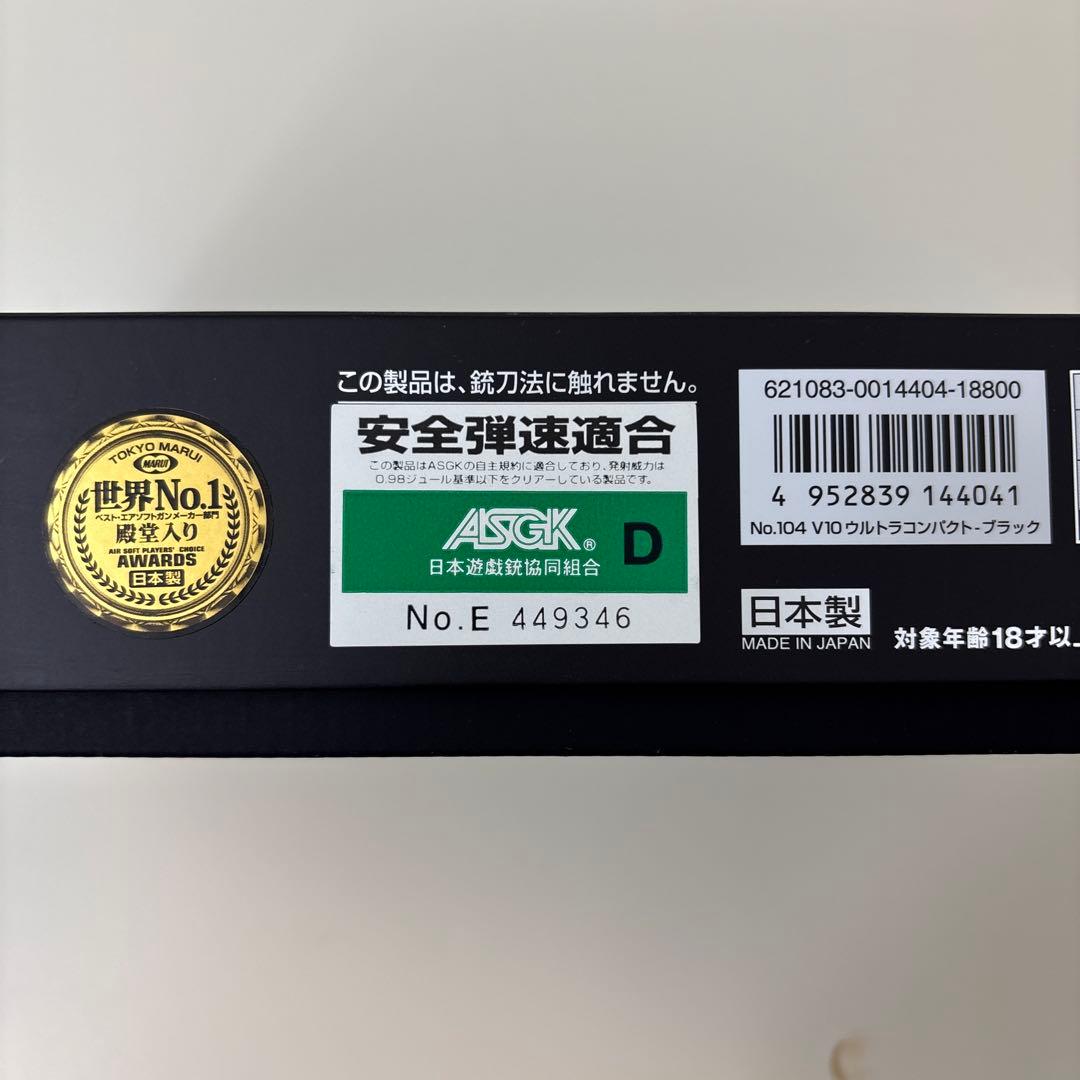 TOKYO MARUI
MARUI
世界No.1
ベスト・エアソフトガンメーカー部門
殿堂入り
AIR SOFT PLAYERS' CHOICE
AWARDS
日本製
この製品は、銃刀法に触れません。
安全弾速適合
この製品はASGKの自主規約に適合しており、発射威力は
0.98ジュール基準以下をクリアーしている製品です。
ASGK®
D
日本遊戯銃協同組合
No.E 449346
621083-0014404-18800
4 952839 144041
No.104 V10 ウルトラコンパクト-ブラック
日本製
MADE IN JAPAN
対象年齢18才以